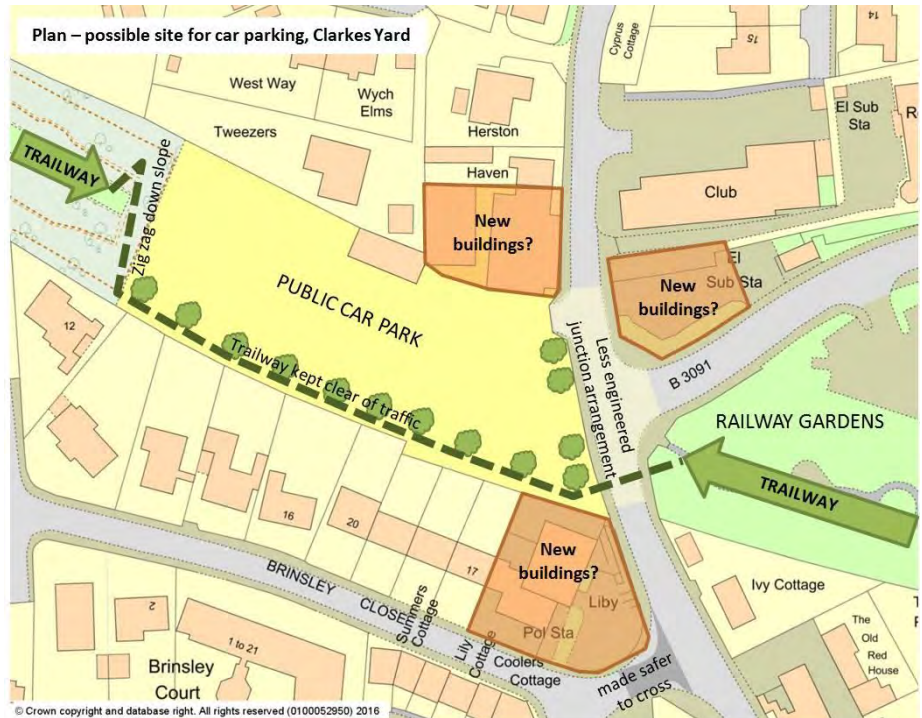 Plan – possible site for car parking, Clarkes Yard
Cyprus
Cottage
15
14
West Way
Wych
Elms
El Sub
Sta
R
Herston
Tweezers
TRAILWAY
Haven
Club
Zig zag down slope
New
buildings?
El
Sub Sta
New
buildings?
PUBLIC CAR PARK
12
Less engineered
junction arrangement
Trailway kept clear of traffic
B 3091
RAILWAY GARDENS
TRAILWAY
16
20
17
New
buildings?
Liby
Pol Sta
BRINSLEY CLOSE
Summers
Cottage
Lily
Cottage
Coolers
Cottage
Ivy Cottage
The
Old
Red
House
T
2
1 to 21
Brinsley
Court
made safer
to cross
© Crown copyright and database right. All rights reserved (0100052950) 2016